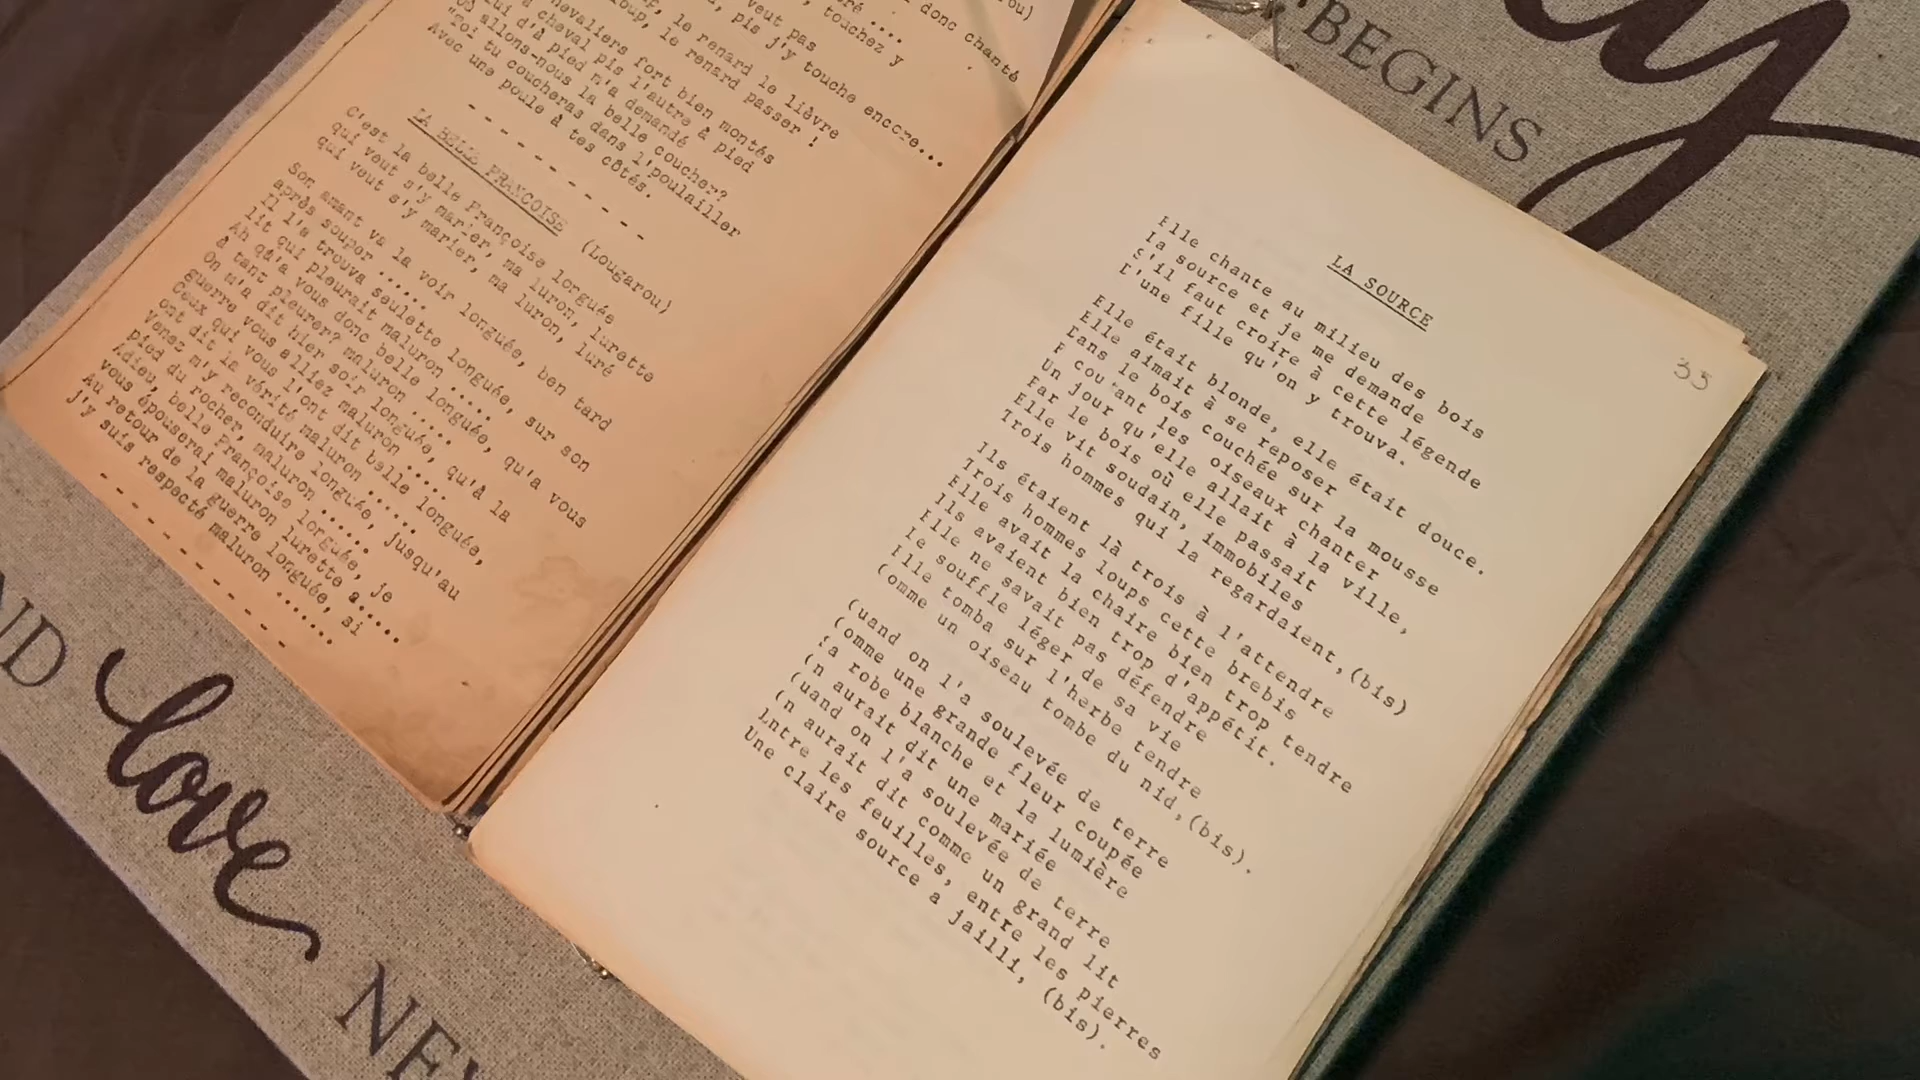 donc chanté
veut pas
touchez y
pis j'y touche encore...
le renard le lièvre
loup, le renard passer !
chevaliers fort bien montés
à cheval pis l'autre à pied
lui d'à pied m'a demandé
Où allons-nous la belle coucher?
Toi tu coucheras dans l'poulailler
Avec une poule à tes côtés.
- - - - - - - - -
LA BELLE FRANÇOISE (Lougarou)
C'est la belle Françoise longuée
qui veut s'y marier, ma luron, lurette
qui veut s'y marier, ma luron, luré
Son amant va la voir longuée, ben tard
après souper ......
Il l'a trouva seulette longuée, sur son
lit qui pleurait maluron .....
Ah qu'a vous donc belle longuée, qu'a vous
à tant pleurer? maluron ....
On m'a dit hier soir longuée, qu'à la
guerre vous alliez maluron .....
Ceux qui vous l'ont dit belle longuée,
ont dit la vérité maluron .......
Vent m'y reconduire longuée, jusqu'au
pied du rocher, maluron ......
Adieu, belle Françoise longuée, je
vous épouserai maluron lurette ......
Au retour de la guerre longuée, si
j'y suis respecté maluron .......
- - - - - - - - - -
35
LA SOURCE
Elle chante au milieu des bois
La source et je me demande
S'il faut croire à cette légende
D'une fille qu'on y trouva.
Elle était blonde, elle était douce.
Elle aimait à se reposer
Dans le bois couchée sur la mousse
Ecoutant les oiseaux chanter
Un jour qu'elle allait à la ville,
Par le bois où elle passait
Elle vit soudain, immobiles
Trois hommes qui la regardaient,(bis)
Ils étaient là trois à l'attendre
Trois hommes loups cette brebis
Elle avait la chaire bien trop tendre
Ils avaient bien trop d'appétit.
Elle ne savait pas défendre
Le souffle léger de sa vie
Elle tomba sur l'herbe tendre
Comme un oiseau tombe du nid,(bis).
Quand on l'a soulevée de terre
Comme une grande fleur coupée
Sa robe blanche et la lumière
On aurait dit une mariée
Quand on l'a soulevée de terre
On aurait dit comme un grand lit
Entre les feuilles, entre les pierres
Une claire source a jailli, (bis).
BEGINS
love